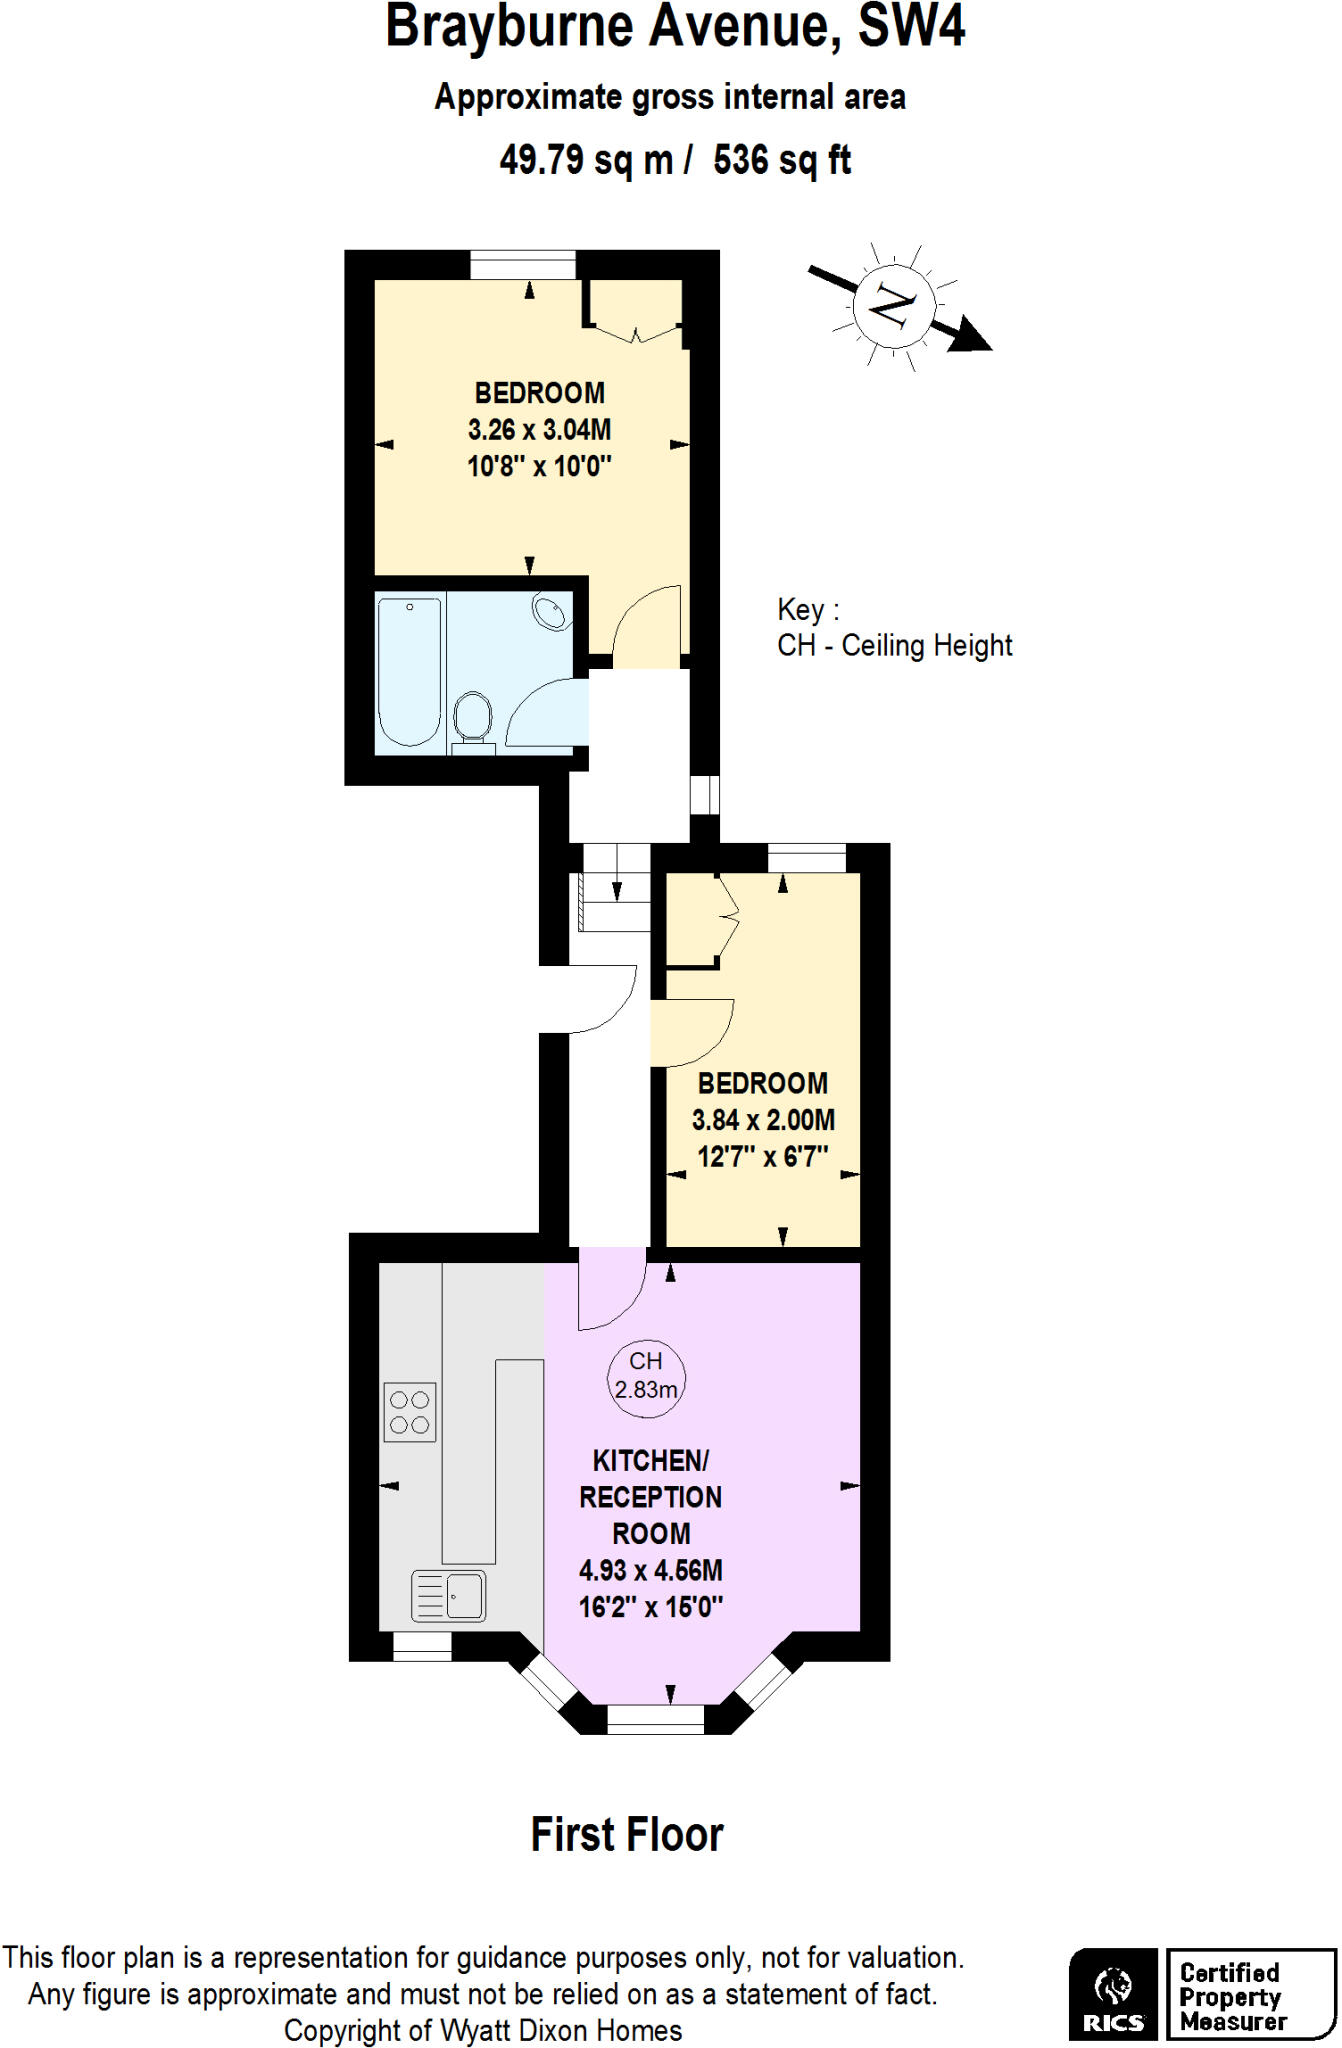 Brayburne Avenue, SW4
Approximate gross internal area
49.79 sq m / 536 sq ft
N
BEDROOM
3.26 x 3.04M
10'8" x 10'0"
Key :
CH - Ceiling Height
BEDROOM
3.84 x 2.00M
12'7" x 6'7"
CH
2.83m
KITCHEN/
RECEPTION
ROOM
4.93 x 4.56M
16'2" x 15'0"
First Floor
This floor plan is a representation for guidance purposes only, not for valuation.
Any figure is approximate and must not be relied on as a statement of fact.
Copyright of Wyatt Dixon Homes
RICS
Certified
Property
Measurer